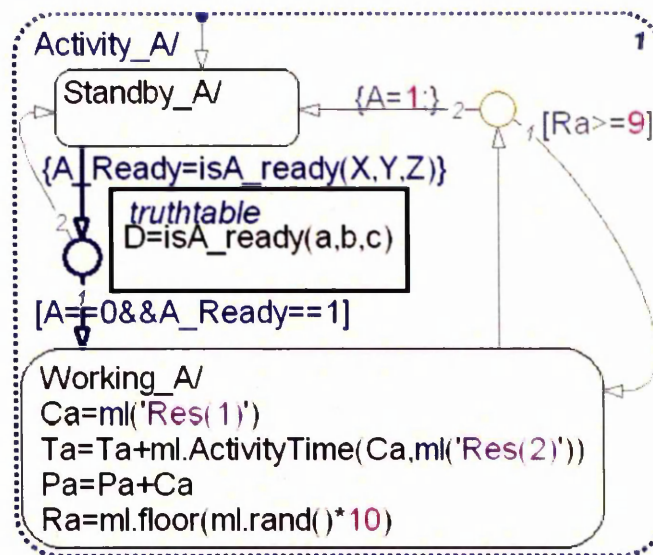 Activity_A/
1
Standby_A/
{A=1;}
2
1
[Ra>=9]
{A_Ready=isA_ready(X,Y,Z)}
truthtable
D=isA_ready(a,b,c)
2
1
[A==0&&A_Ready==1]
Working_A/
Ca=ml('Res(1)')
Ta=Ta+ml.ActivityTime(Ca,ml('Res(2)'))
Pa=Pa+Ca
Ra=ml.floor(ml.rand()*10)